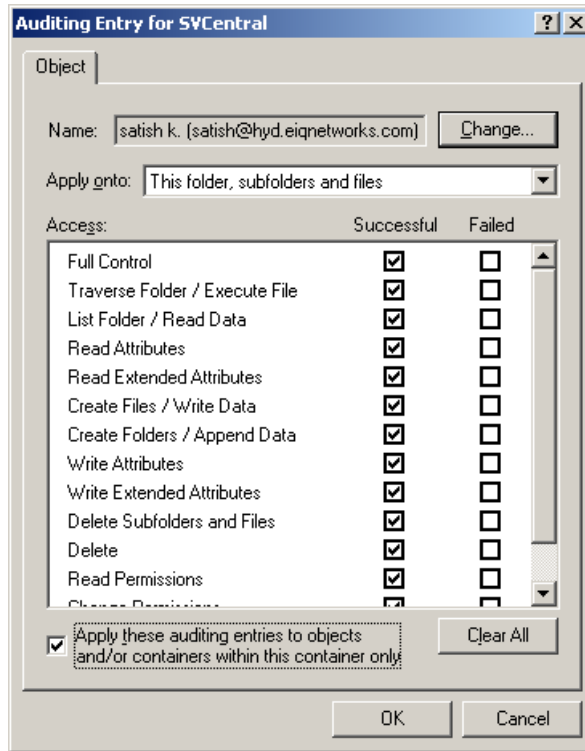 Auditing Entry for SVCentral
Object
Name: satish k. (satish@hyd.eiqnetworks.com) Change...
Apply onto: This folder, subfolders and files
Access: Successful Failed
Full Control
Traverse Folder / Execute File
List Folder / Read Data
Read Attributes
Read Extended Attributes
Create Files / Write Data
Create Folders / Append Data
Write Attributes
Write Extended Attributes
Delete Subfolders and Files
Delete
Read Permissions
Change Permissions
Apply these auditing entries to objects
and/or containers within this container only
Clear All
OK Cancel